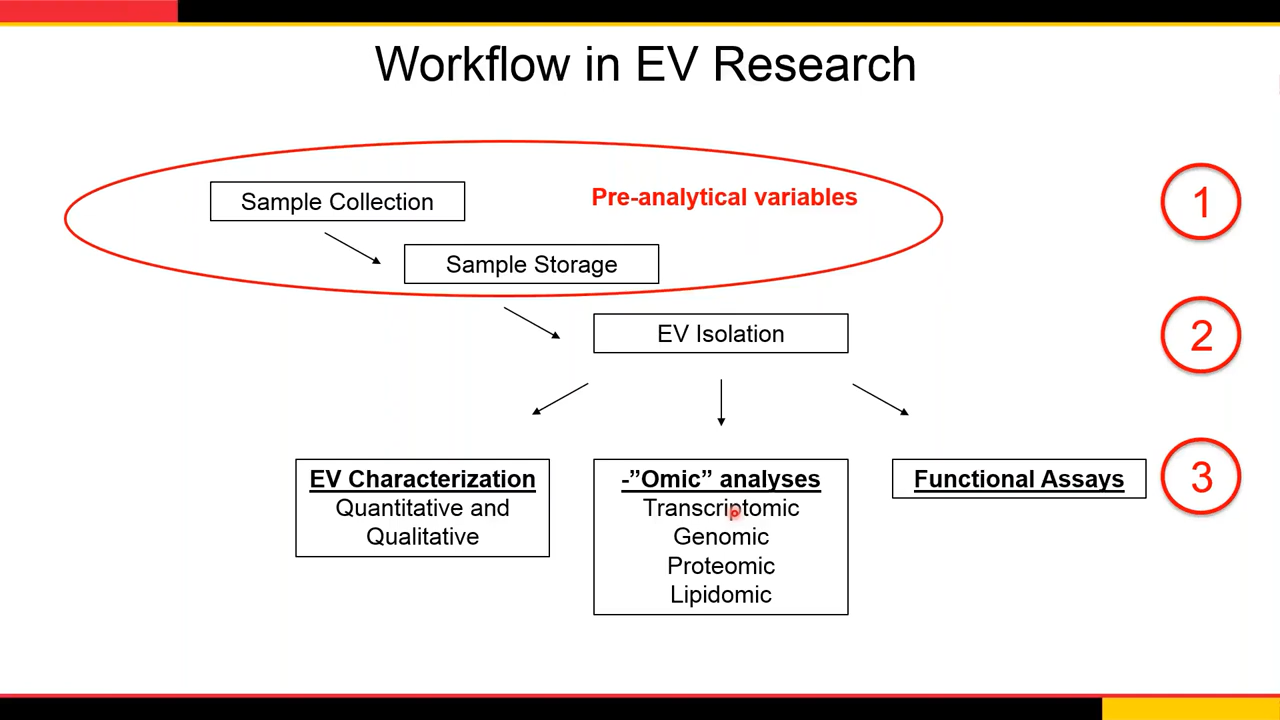 Workflow in EV Research
Sample Collection
Pre-analytical variables
1
Sample Storage
EV Isolation
2
EV Characterization
Quantitative and
Qualitative
-”Omic” analyses
Transcriptomic
Genomic
Proteomic
Lipidomic
Functional Assays
3